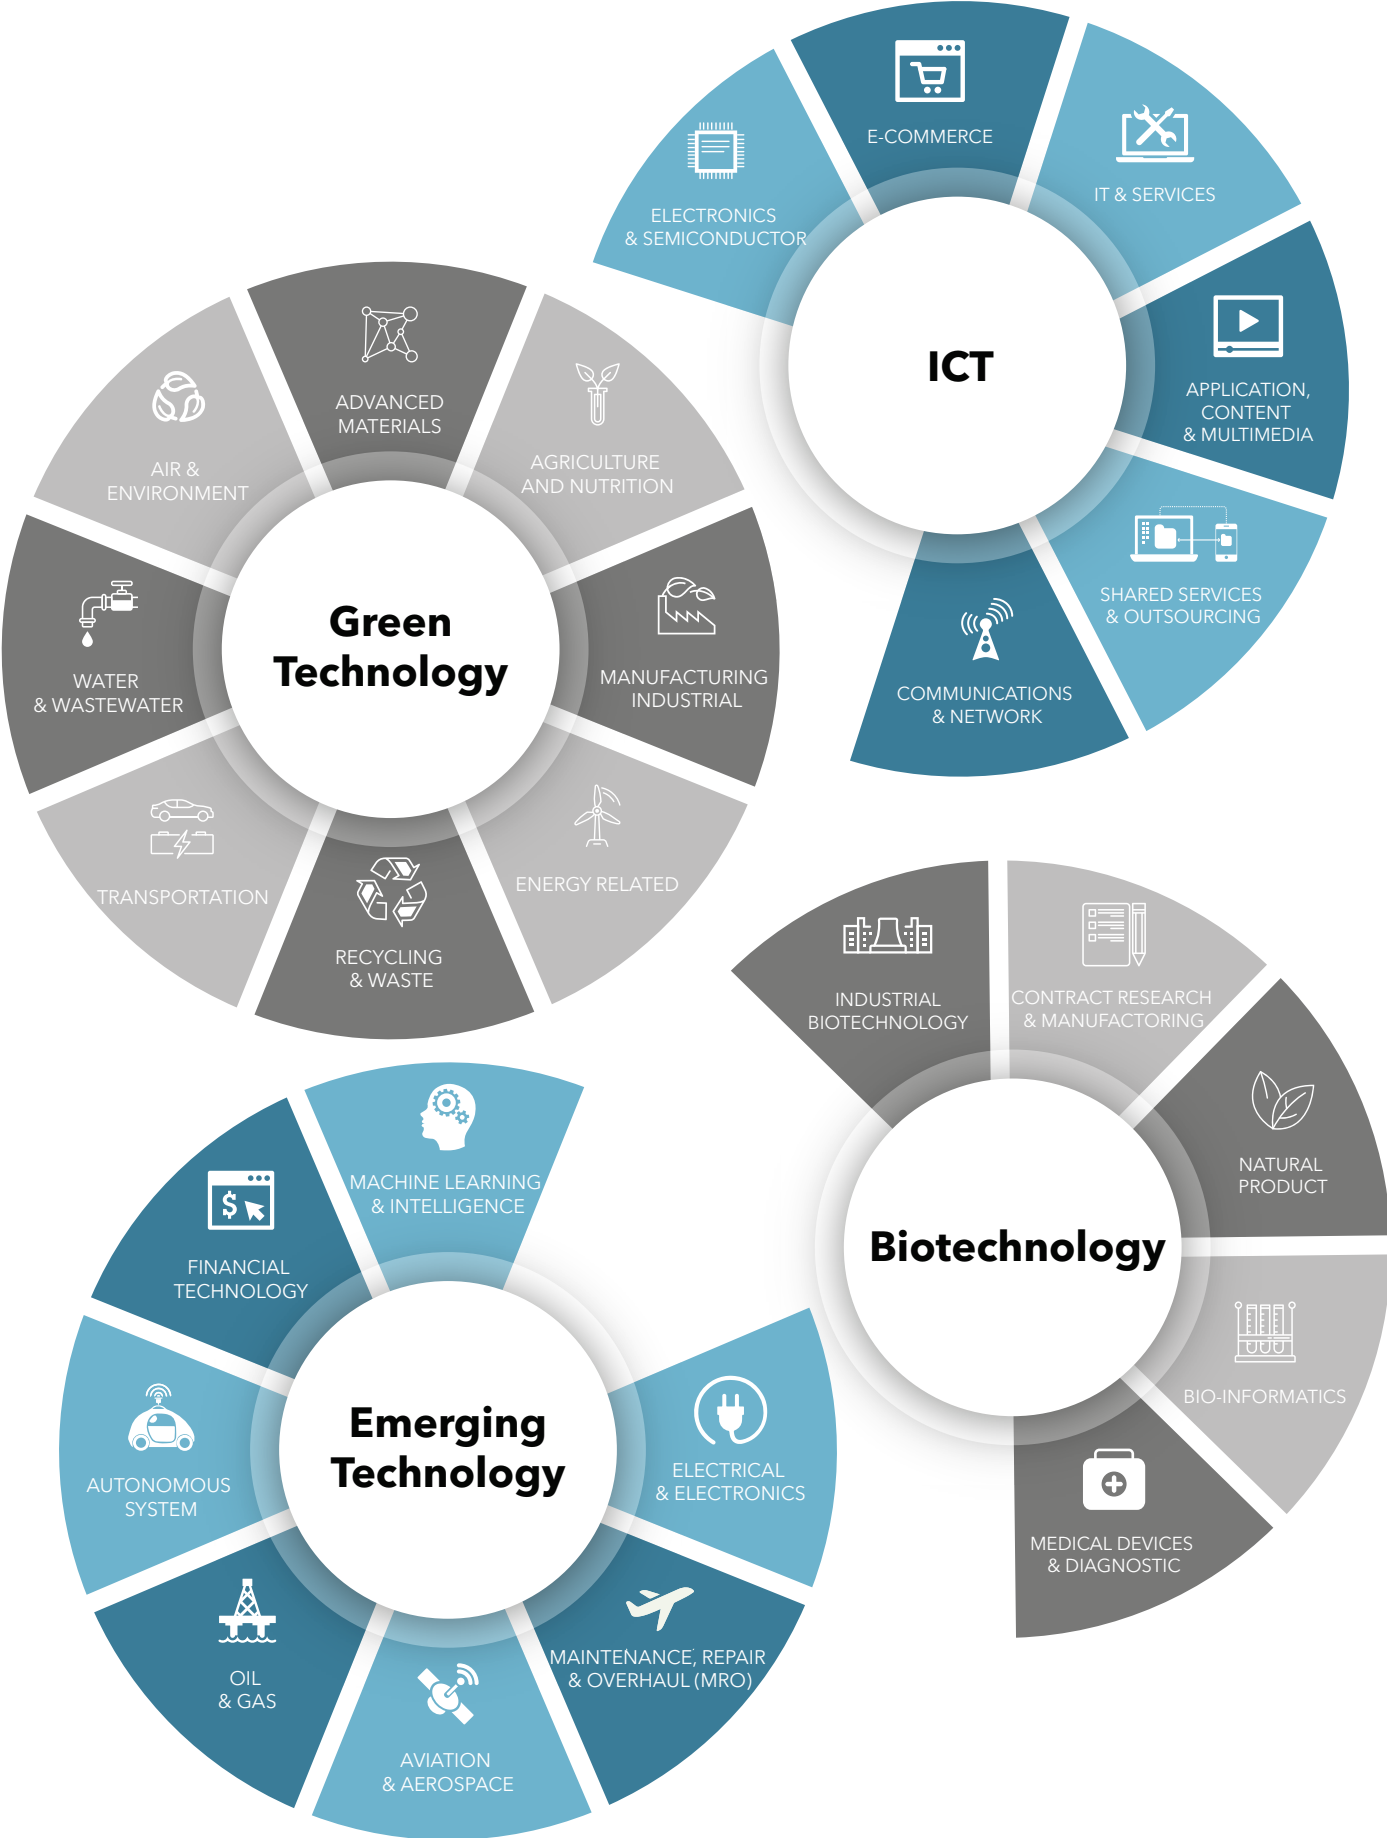 E-COMMERCE
IT & SERVICES
ELECTRONICS
& SEMICONDUCTOR
ICT
APPLICATION,
CONTENT
& MULTIMEDIA
SHARED SERVICES
& OUTSOURCING
COMMUNICATIONS
& NETWORK
ADVANCED
MATERIALS
AGRICULTURE
AND NUTRITION
AIR &
ENVIRONMENT
Green
Technology
MANUFACTURING
INDUSTRIAL
WATER
& WASTEWATER
ENERGY RELATED
TRANSPORTATION
RECYCLING
& WASTE
INDUSTRIAL
BIOTECHNOLOGY
CONTRACT RESEARCH
& MANUFACTORING
NATURAL
PRODUCT
Biotechnology
BIO-INFORMATICS
MEDICAL DEVICES
& DIAGNOSTIC
MACHINE LEARNING
& INTELLIGENCE
$
FINANCIAL
TECHNOLOGY
Emerging
Technology
AUTONOMOUS
SYSTEM
ELECTRICAL
& ELECTRONICS
MAINTENANCE, REPAIR
& OVERHAUL (MRO)
OIL
& GAS
AVIATION
& AEROSPACE